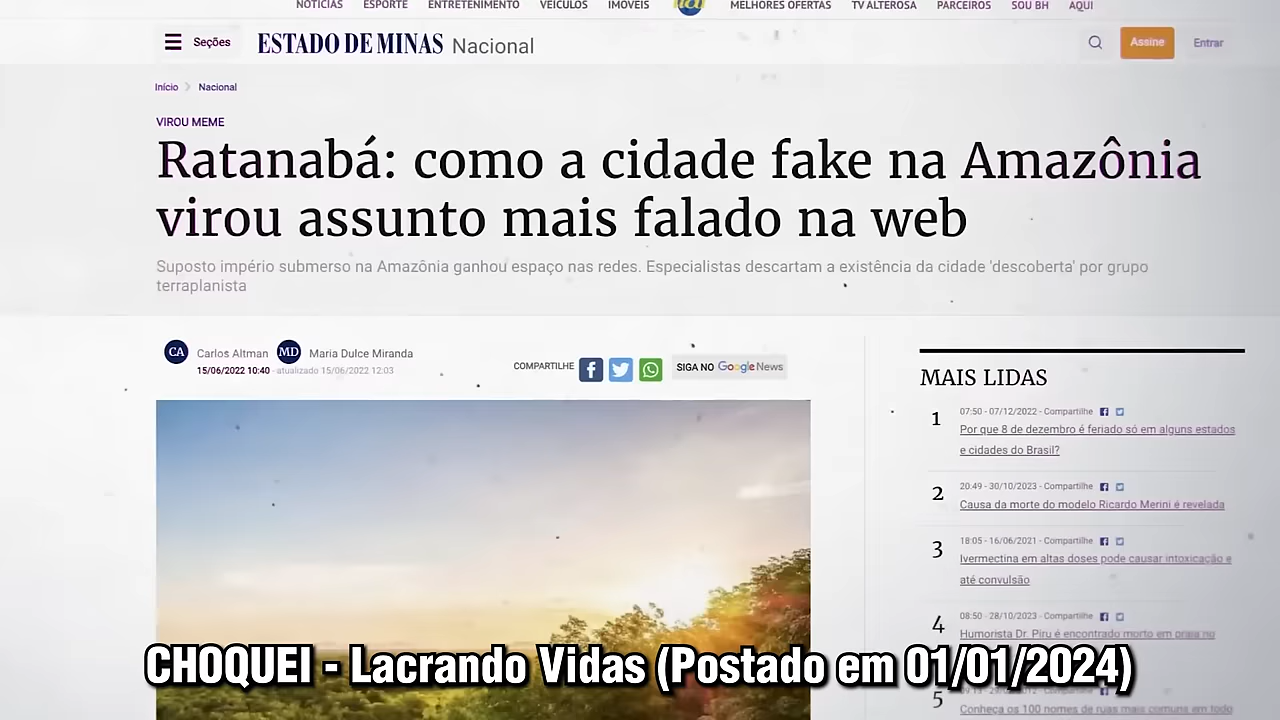 NOTÍCIAS ESPORTE ENTRETENIMENTO VEÍCULOS IMÓVEIS uai MELHORES OFERTAS TV ALTEROSA PARCEIROS SOU BH AQUI
Seções ESTADO DE MINAS Nacional Assine Entrar
Início Nacional
VIROU MEME
Ratanabá: como a cidade fake na Amazônia
virou assunto mais falado na web
Suposto império submerso na Amazônia ganhou espaço nas redes. Especialistas descartam a existência da cidade 'descoberta' por grupo
terraplanista
CA Carlos Altman MD Maria Dulce Miranda
15/06/2022 10:40 - atualizado 15/06/2022 12:03
COMPARTILHE SIGA NO Google News
MAIS LIDAS
1 07:50 - 07/12/2022 - Compartilhe
Por que 8 de dezembro é feriado só em alguns estados
e cidades do Brasil?
2 20:49 - 30/10/2023 - Compartilhe
Causa da morte do modelo Ricardo Merini é revelada
3 18:05 - 16/06/2021 - Compartilhe
Ivermectina em altas doses pode causar intoxicação e
até convulsão
4 08:50 - 28/10/2023 - Compartilhe
Humorista Dr. Piru é encontrado morto em praia no
5
Conheça os 100 nomes de ruas mais comuns em todo
CHOQUEI - Lacrando Vidas (Postado em 01/01/2024)